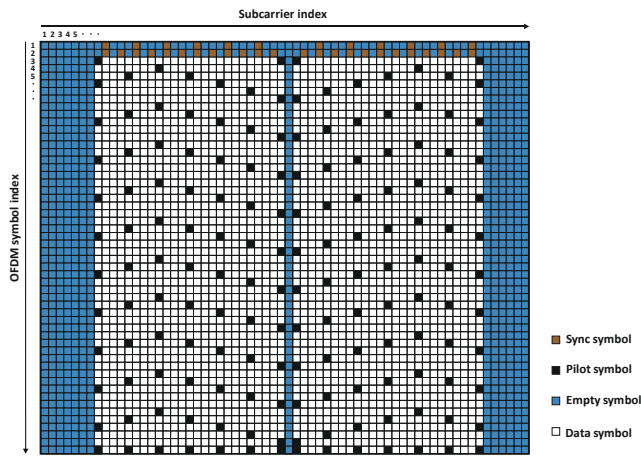 Subcarrier index
1 2 3 4 5 · · ·
1
2
3
4
5
·
·
·
OFDM symbol index
Sync symbol
Pilot symbol
Empty symbol
Data symbol